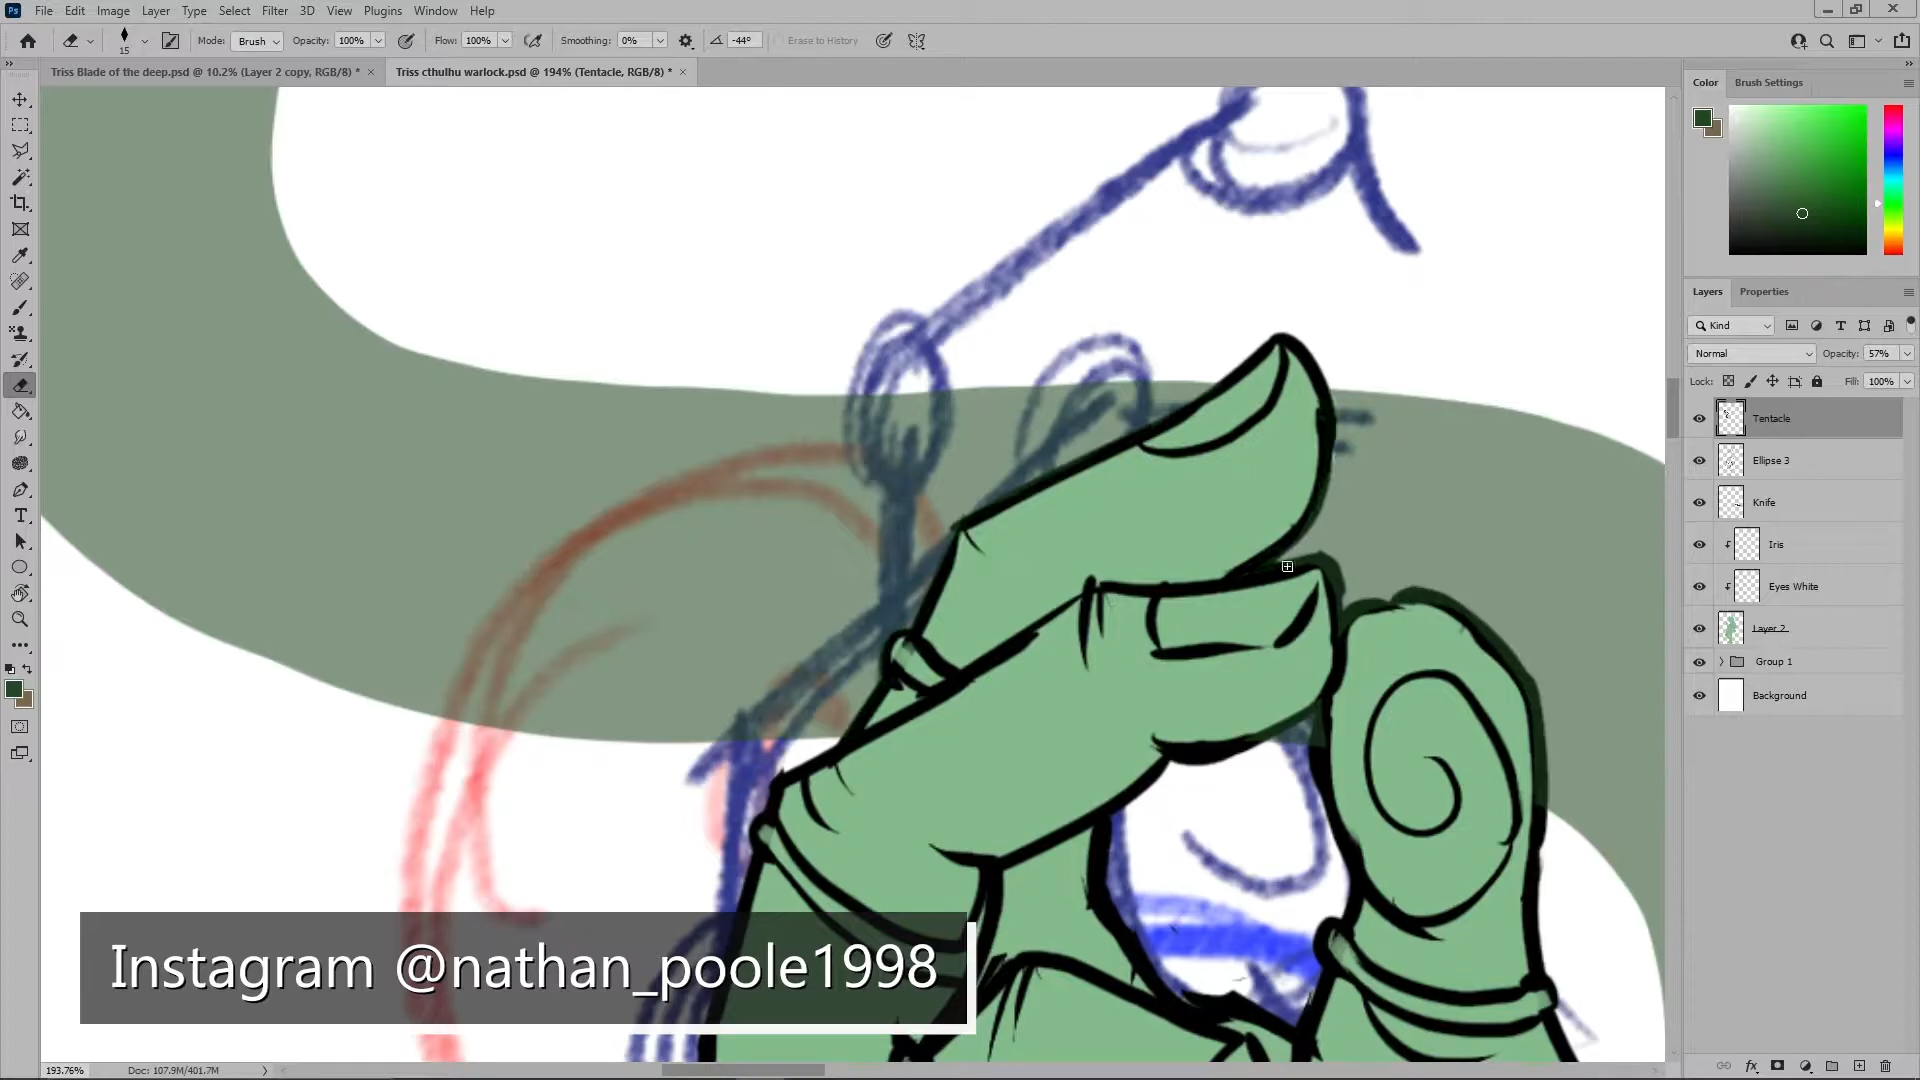 Ps File Edit Image Layer Type Select Filter 3D View Plugins Window Help
15 Mode: Brush Opacity: 100% Flow: 100% Smoothing: 0% -44° Erase to History
Triss Blade of the deep.psd @ 10.2% (Layer 2 copy, RGB/8) * × Triss cthulhu warlock.psd @ 194% (Tentacle, RGB/8) * ×
Color Brush Settings
Layers Properties
Kind
Normal Opacity: 57%
Lock: Fill: 100%
Tentacle
Ellipse 3
Knife
Iris
Eyes White
Layer 2
Group 1
Background
Instagram @nathan_poole1998
193.76% Doc: 107.9M/401.7M